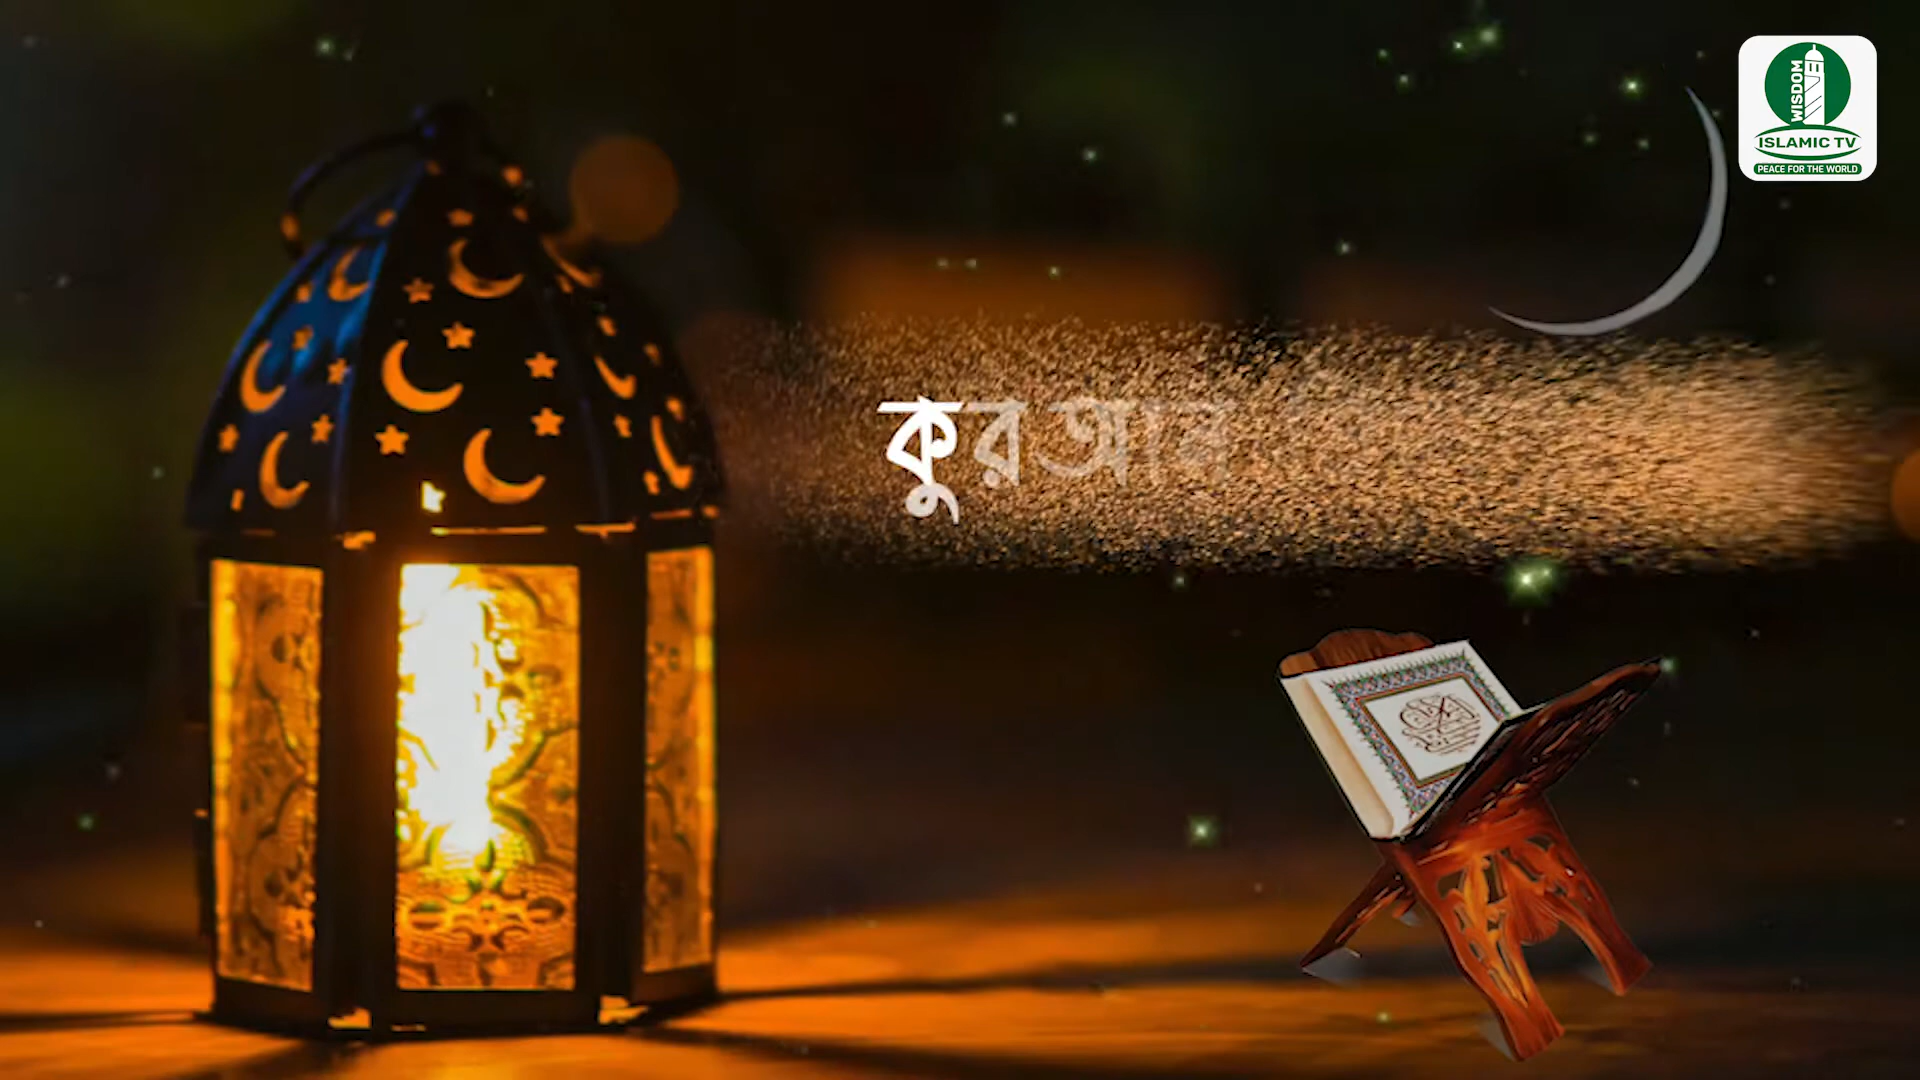 WISDOM
ISLAMIC TV
PEACE FOR THE WORLD
কুরআন